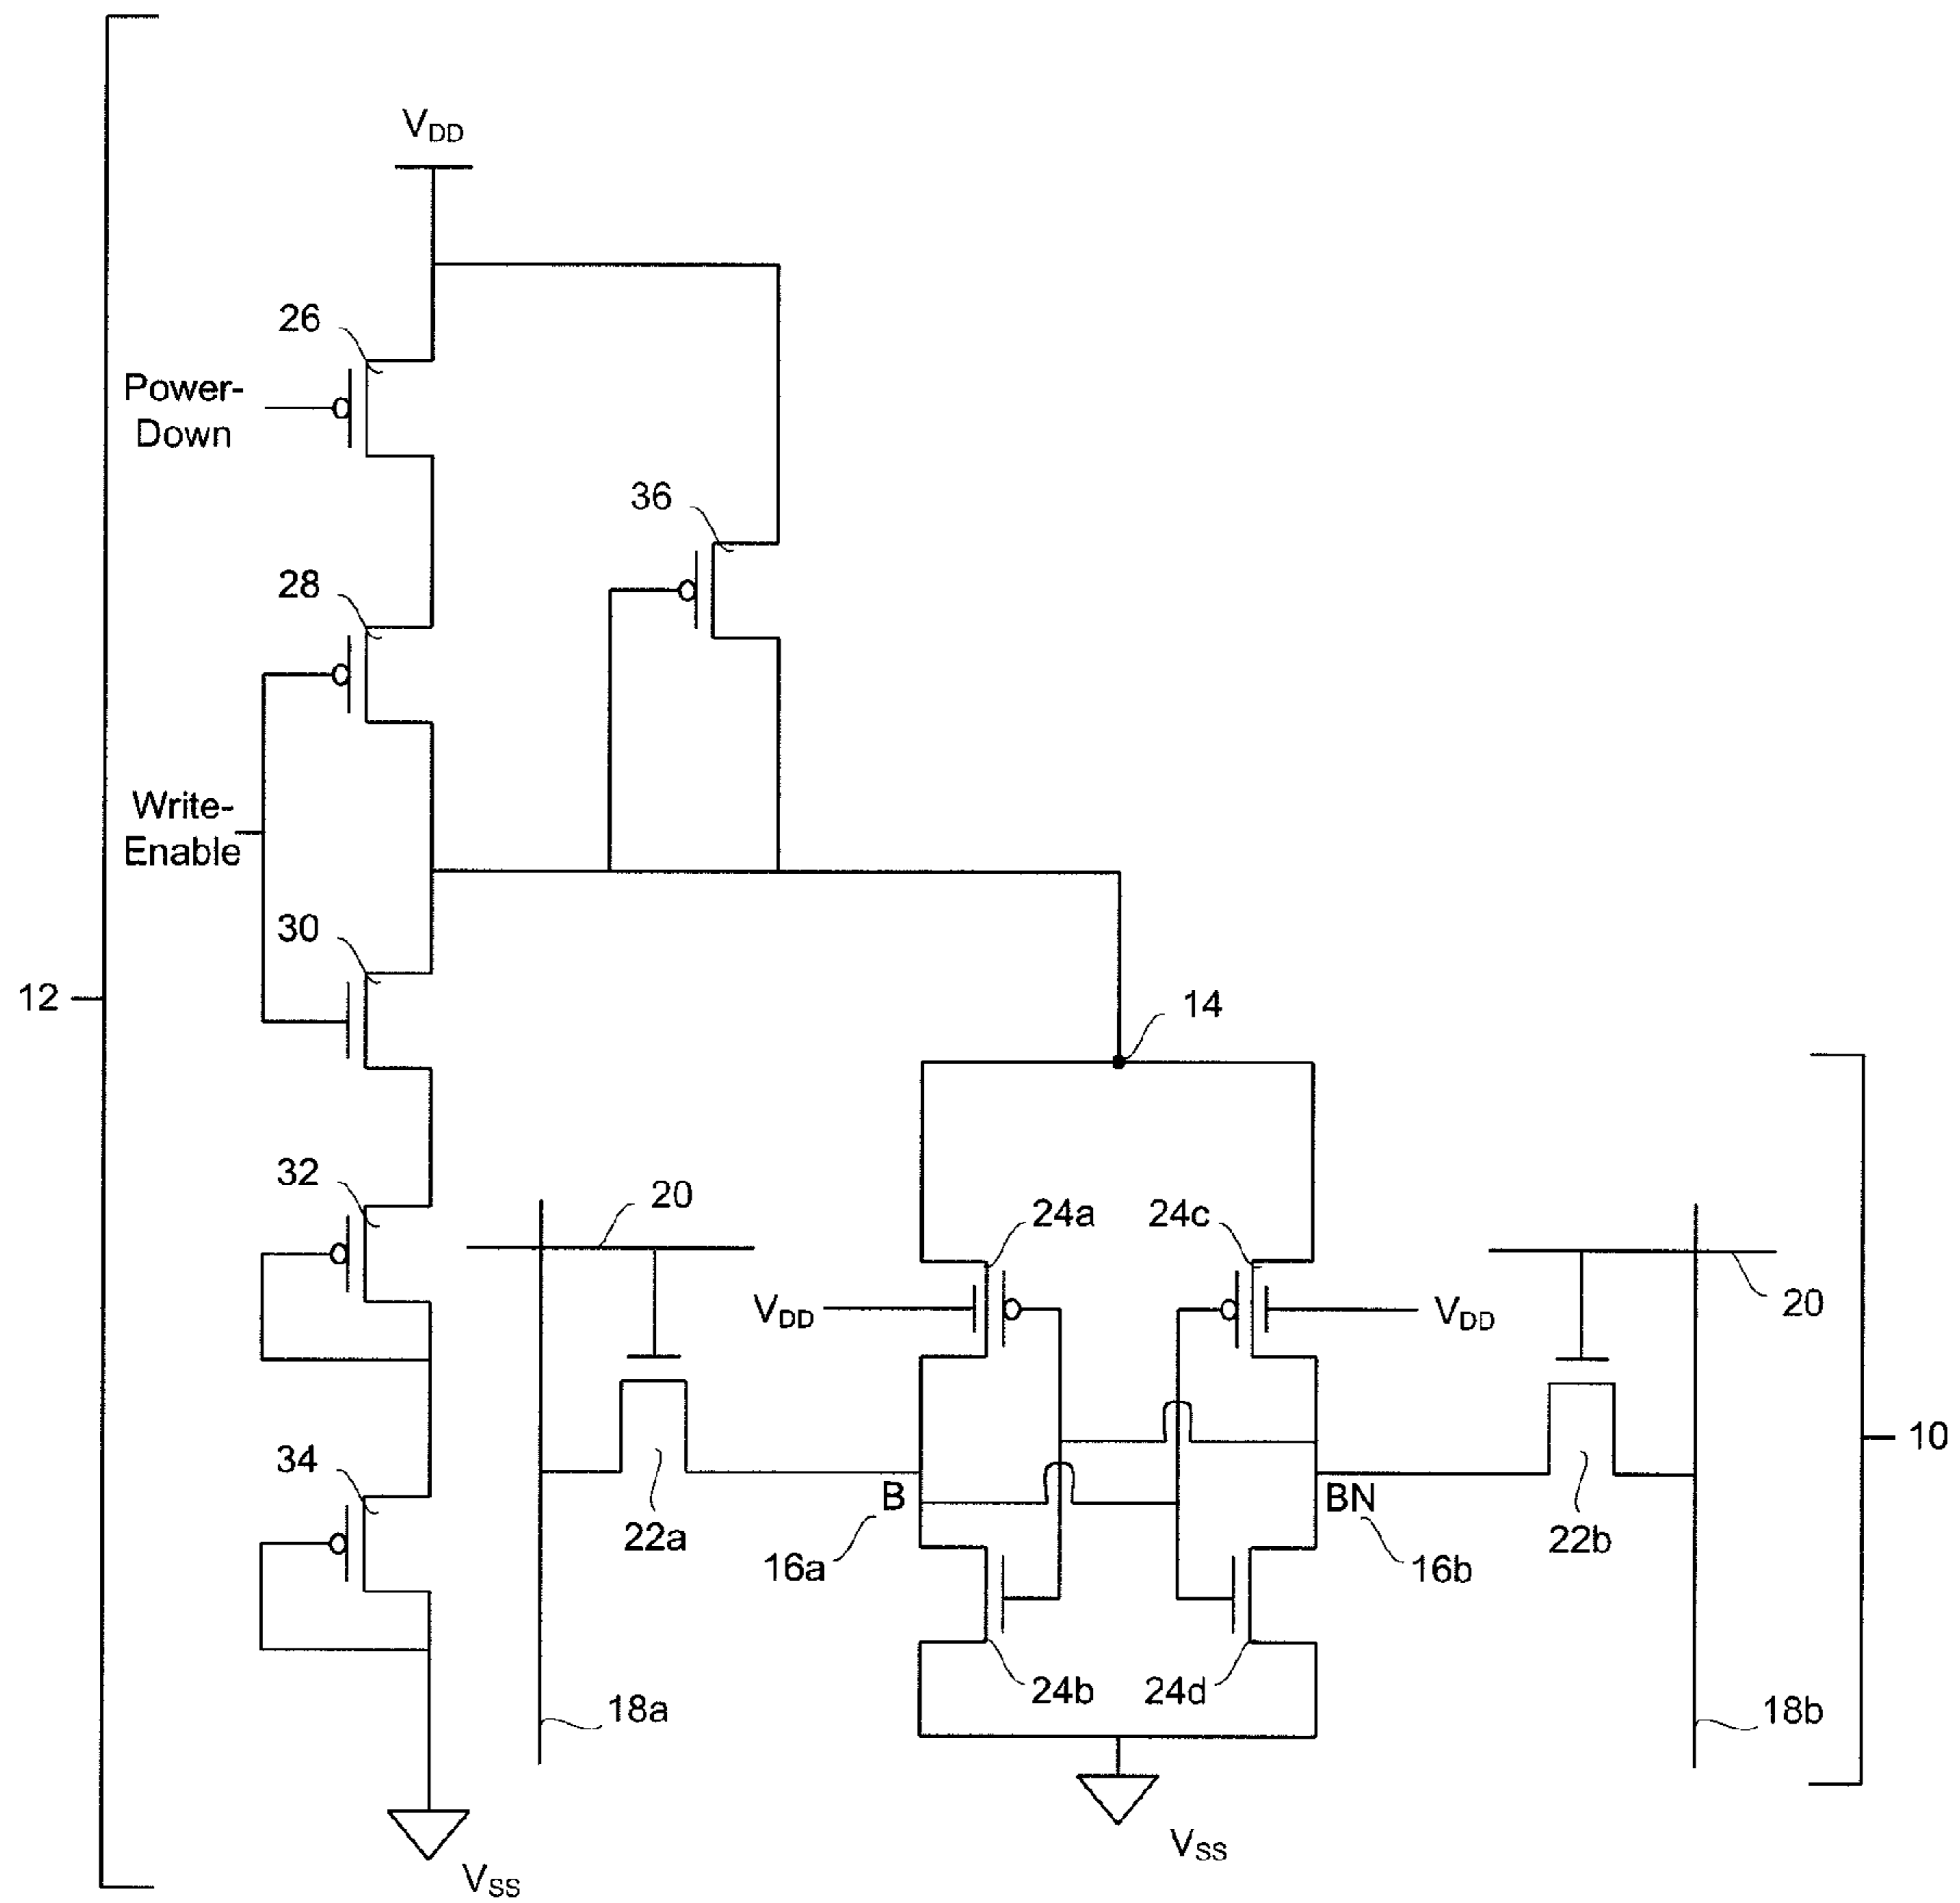 VDD
26
Power-
Down
36
28
Write-
Enable
30
12
14
32
20
24a
24c
VDD
VDD
20
34
22a
B
16a
BN
16b
22b
10
18a
24b
24d
18b
VSS
VSS